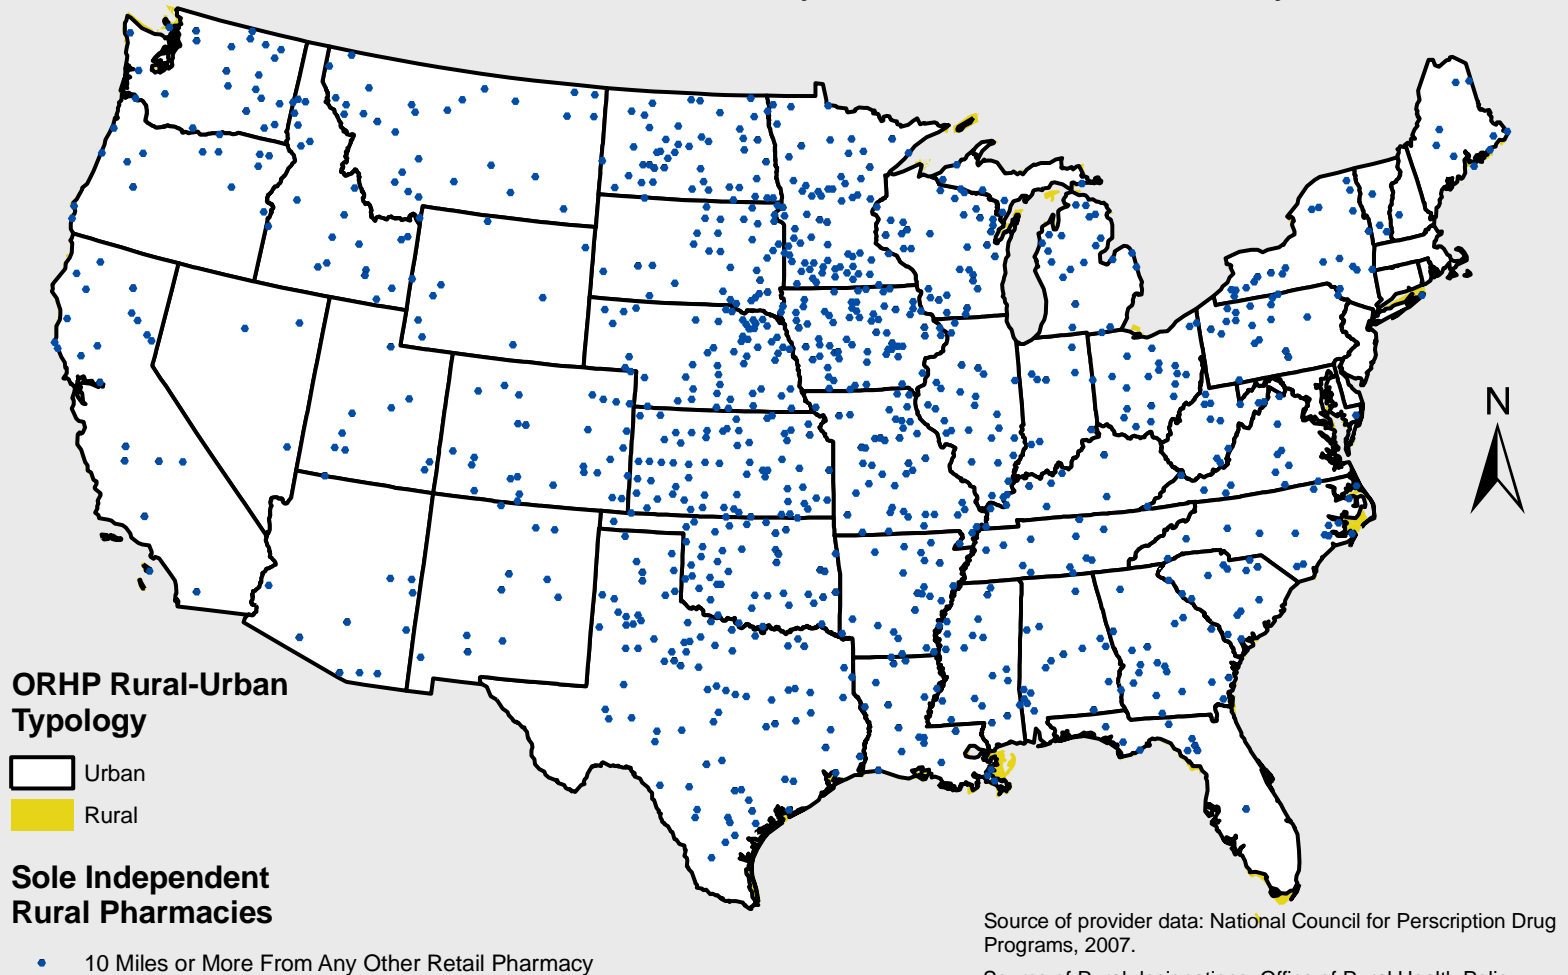 N
ORHP Rural-Urban
Typology
Urban
Rural
Sole Independent
Rural Pharmacies
10 Miles or More From Any Other Retail Pharmacy
Source of provider data: National Council for Perscription Drug
Programs, 2007.